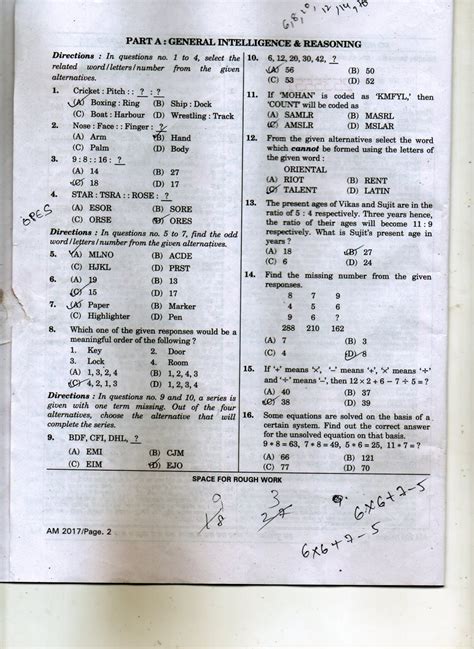 6, 8, 10, 12, 14, 16
PART A : GENERAL INTELLIGENCE & REASONING
Directions : In questions no. 1 to 4, select the
related word/letters/number from the given
alternatives.
1. Cricket : Pitch : : ? : ?
(A) Boxing : Ring (B) Ship : Dock
(C) Boat : Harbour (D) Wrestling : Track
2. Nose : Face : : Finger : ?
(A) Arm (B) Hand
(C) Palm (D) Body
3. 9 : 8 : : 16 : ?
(A) 14 (B) 27
(C) 18 (D) 17
4. STAR : TSRA : : ROSE : ?
(A) ESOR (B) SORE
(C) ORSE (D) ORES
Directions : In questions no. 5 to 7, find the odd
word/letters/number from the given alternatives.
5. (A) MLNO (B) ACDE
(C) HJKL (D) PRST
6. (A) 19 (B) 13
(C) 15 (D) 17
7. (A) Paper (B) Marker
(C) Highlighter (D) Pen
8. Which one of the given responses would be a
meaningful order of the following ?
1. Key 2. Door
3. Lock 4. Room
(A) 1, 3, 2, 4 (B) 1, 2, 4, 3
(C) 4, 2, 1, 3 (D) 1, 2, 3, 4
Directions : In questions no. 9 and 10, a series is
given with one term missing. Out of the four
alternatives, choose the alternative that will
complete the series.
9. BDF, CFI, DHL, ?
(A) EMI (B) CJM
(C) EIM (D) EJO
10. 6, 12, 20, 30, 42, ?
(A) 56 (B) 50
(C) 53 (D) 52
11. If 'MOHAN' is coded as 'KMFYL,' then
'COUNT' will be coded as
(A) SAMLR (B) MASRL
(C) AMSLR (D) MSLAR
12. From the given alternatives select the word
which cannot be formed using the letters of
the given word :
ORIENTAL
(A) RIOT (B) RENT
(C) TALENT (D) LATIN
13. The present ages of Vikas and Sujit are in the
ratio of 5 : 4 respectively. Three years hence,
the ratio of their ages will become 11 : 9
respectively. What is Sujit's present age in
years ?
(A) 18 (B) 27
(C) 6 (D) 24
14. Find the missing number from the given
responses.
8 7 9
4 5 6
9 6 ?
288 210 162
(A) 7 (B) 3
(C) 4 (D) 8
15. If '+' means '×', '–' means '+', '×' means '÷'
and '÷' means '–', then 12 × 2 + 6 – 7 ÷ 5 = ?
(A) 40 (B) 37
(C) 38 (D) 39
16. Some equations are solved on the basis of a
certain system. Find out the correct answer
for the unsolved equation on that basis.
9 * 8 = 63, 7 * 8 = 49, 5 * 6 = 25, 11 * 7 = ?
(A) 66 (B) 121
(C) 77 (D) 70
SPACE FOR ROUGH WORK
6×6+7-5
6×6+7-5
AM 2017/Page. 2